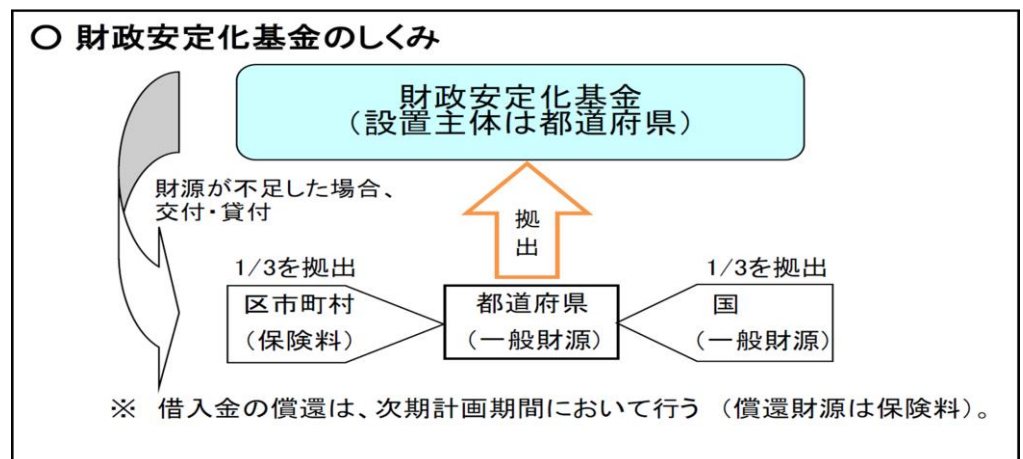 ○ 財政安定化基金のしくみ
財政安定化基金
（設置主体は都道府県）
財源が不足した場合、
交付・貸付
拠
出
1/3を拠出
区市町村
（保険料）
都道府県
（一般財源）
1/3を拠出
国
（一般財源）
※ 借入金の償還は、次期計画期間において行う （償還財源は保険料）。